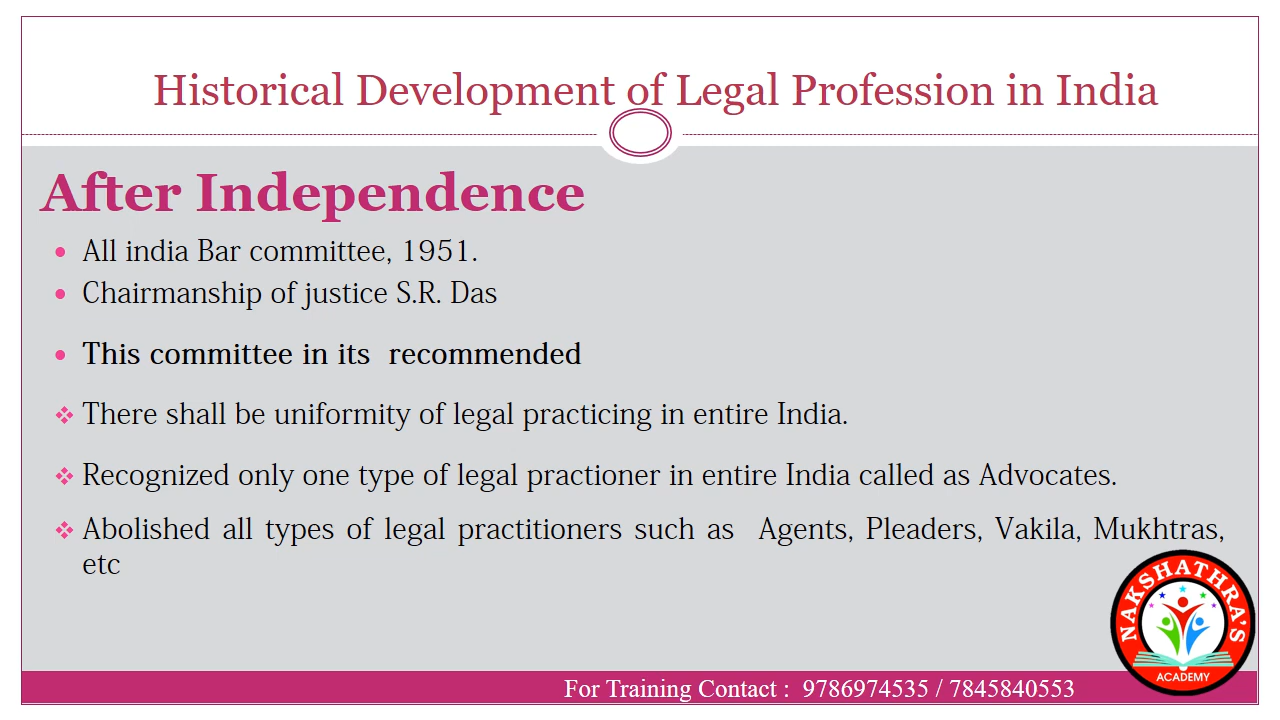 Historical Development of Legal Profession in India
After Independence
All india Bar committee, 1951.
Chairmanship of justice S.R. Das
This committee in its recommended
There shall be uniformity of legal practicing in entire India.
Recognized only one type of legal practioner in entire India called as Advocates.
Abolished all types of legal practitioners such as Agents, Pleaders, Vakila, Mukhtras,
etc
NAKSHATHRA'S
ACADEMY
For Training Contact : 9786974535 / 7845840553